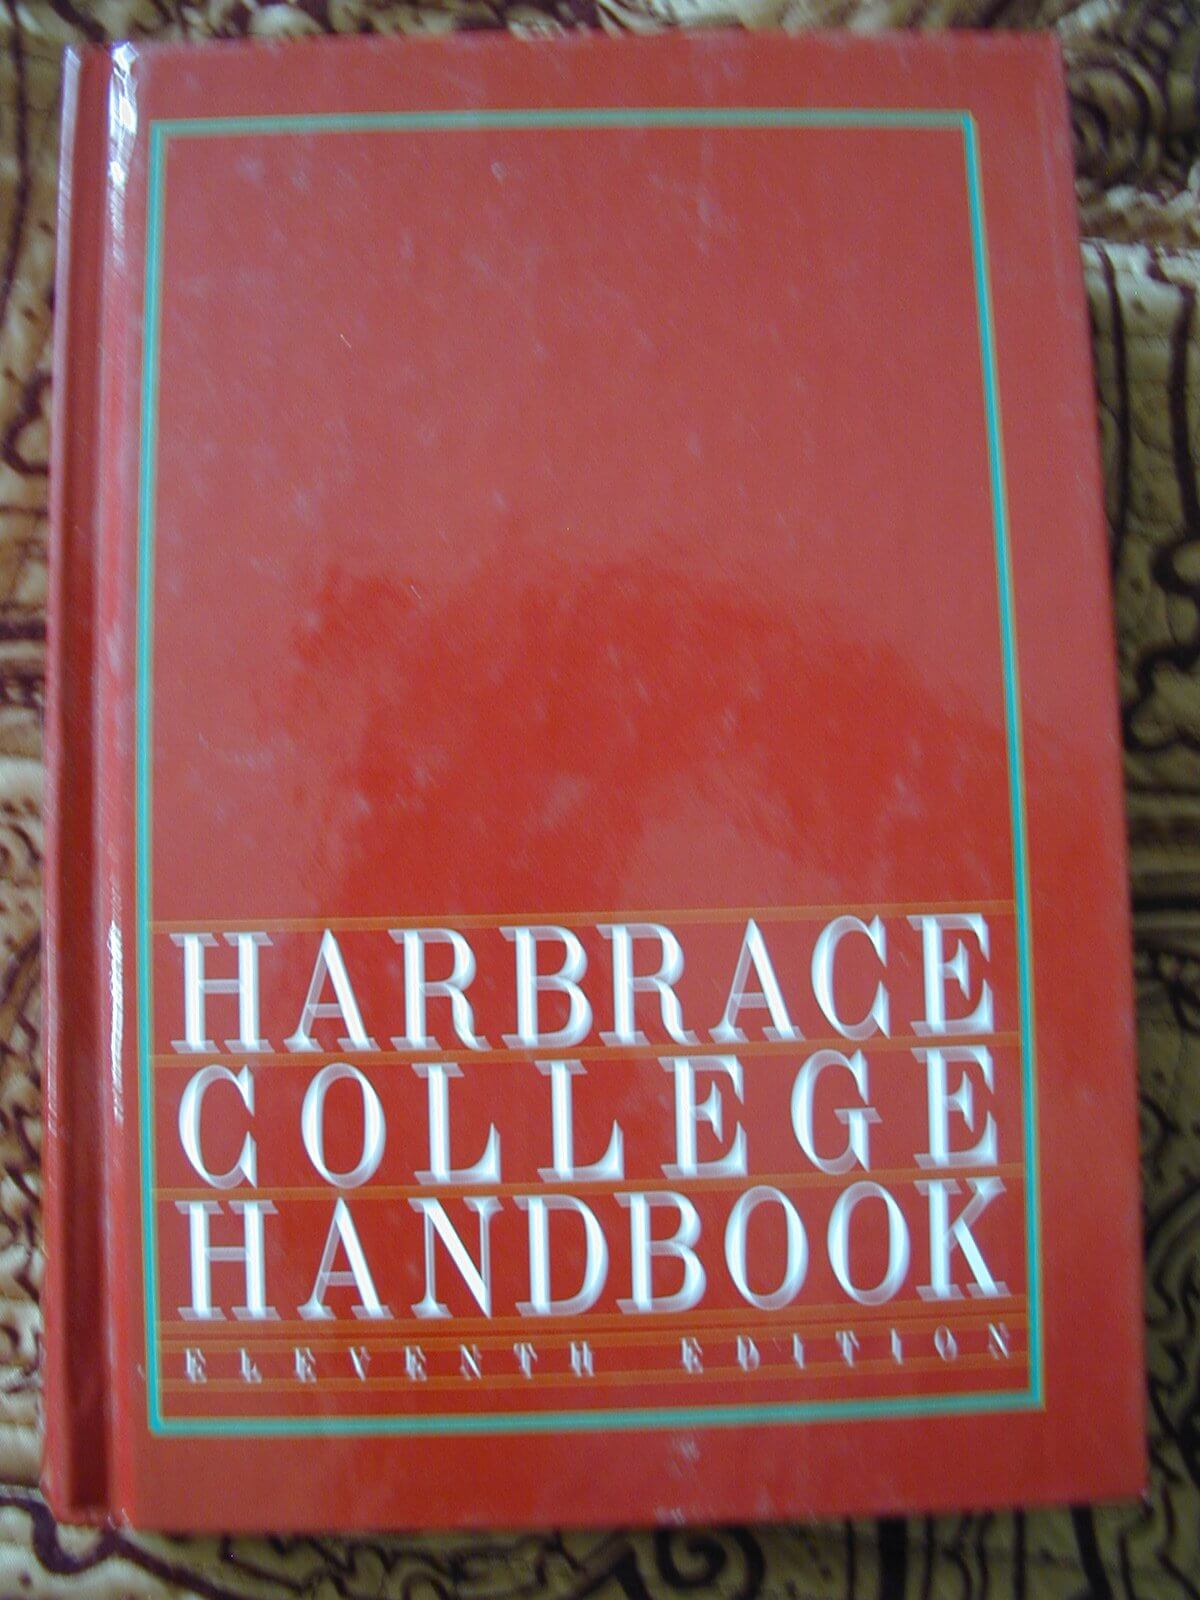 HARBRACE
COLLEGE
HANDBOOK
ELEVENTH EDITION